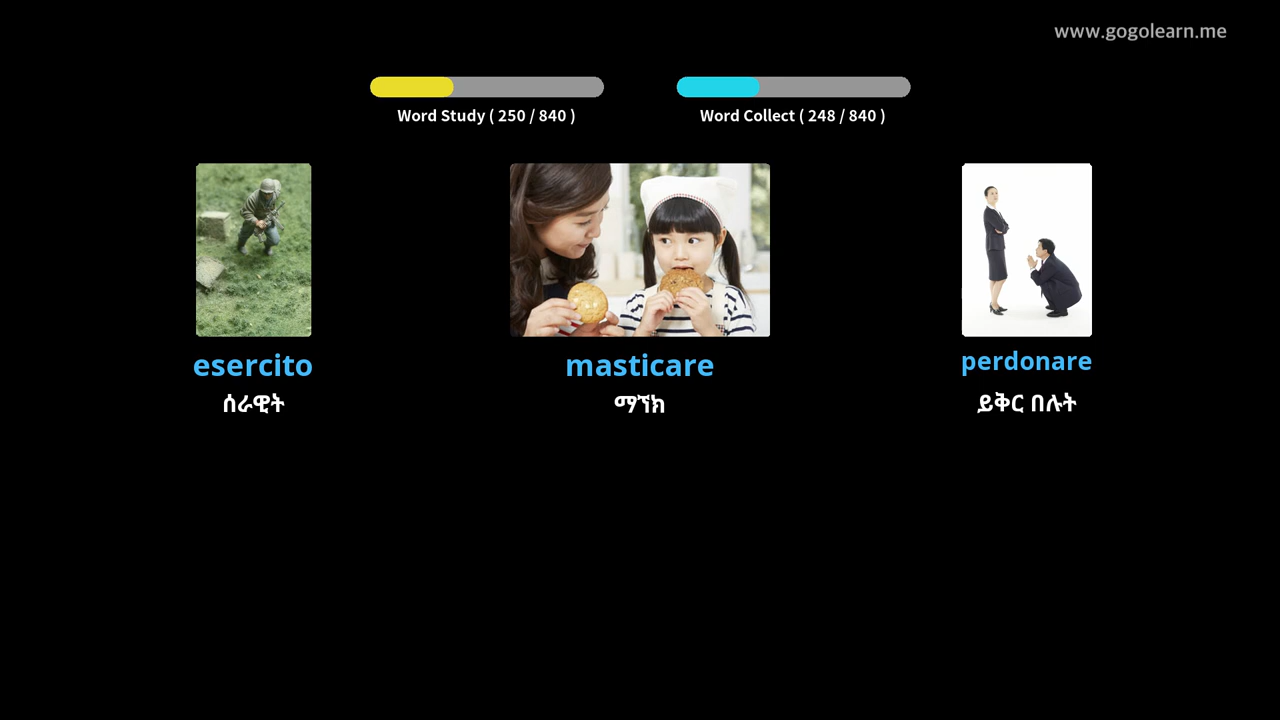 www.gogolearn.me
Word Study ( 250 / 840 )
Word Collect ( 248 / 840 )
esercito
masticare
perdonare
ሰራዊት
ማኘክ
ይቅር በሉት